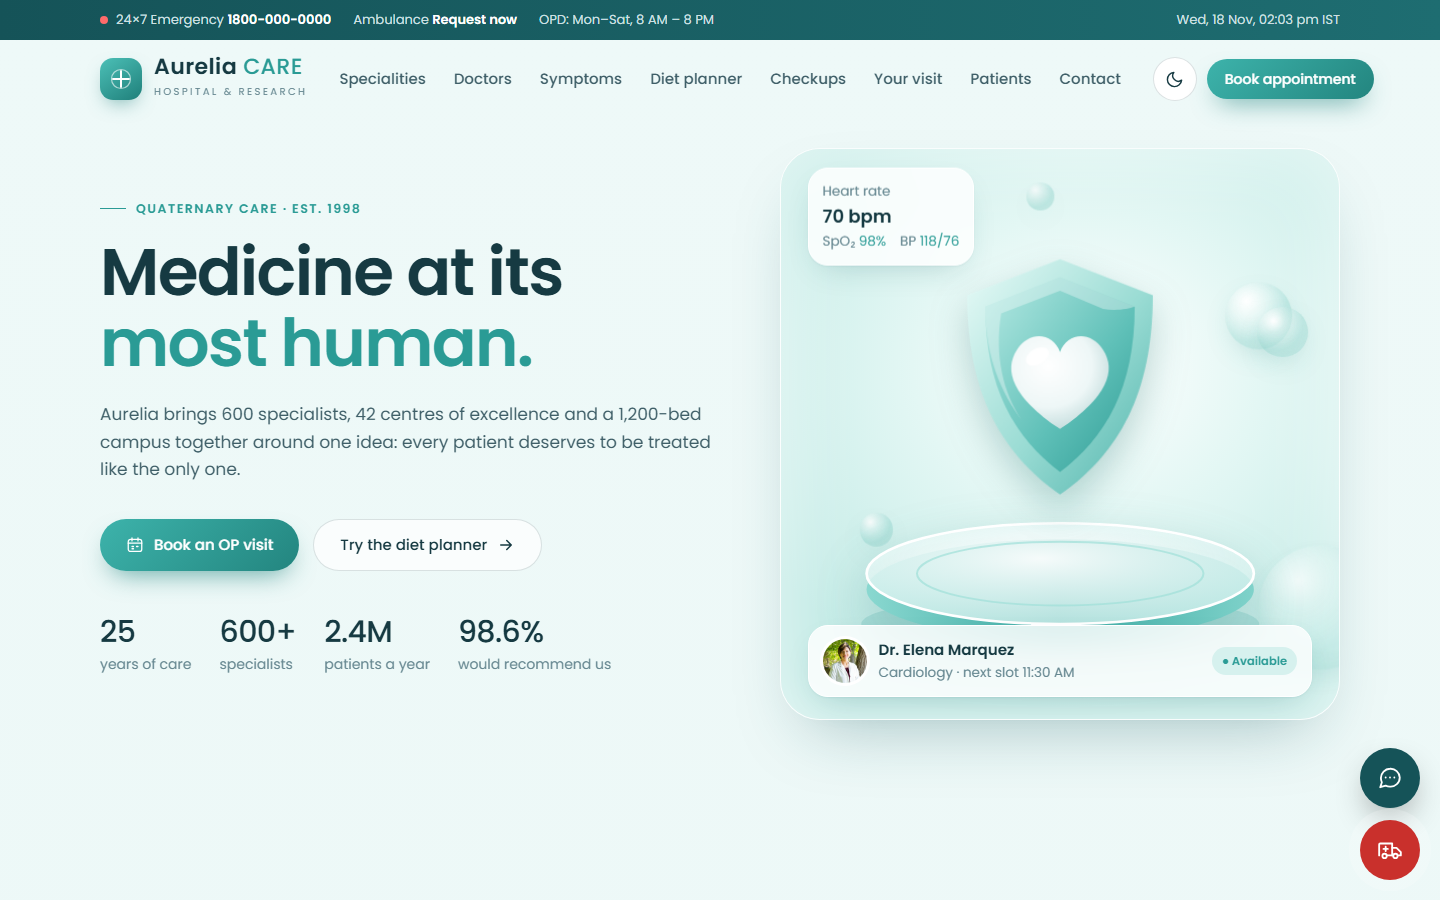 24×7 Emergency 1800-000-0000 Ambulance Request now OPD: Mon–Sat, 8 AM – 8 PM Wed, 18 Nov, 02:03 pm IST
Aurelia CARE
HOSPITAL & RESEARCH
Specialities Doctors Symptoms Diet planner Checkups Your visit Patients Contact Book appointment
QUATERNARY CARE · EST. 1998
Medicine at its
most human.
Aurelia brings 600 specialists, 42 centres of excellence and a 1,200-bed
campus together around one idea: every patient deserves to be treated
like the only one.
Book an OP visit Try the diet planner →
25 600+ 2.4M 98.6%
years of care specialists patients a year would recommend us
Heart rate
70 bpm
SpO₂ 98% BP 118/76
Dr. Elena Marquez
Cardiology · next slot 11:30 AM
● Available